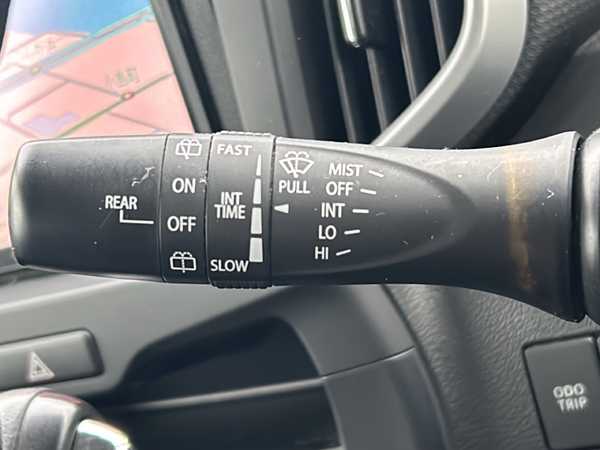 FAST
MIST
PULL
OFF
ON
INT
TIME
INT
REAR
OFF
LO
SLOW
HI
ODO
TRIP